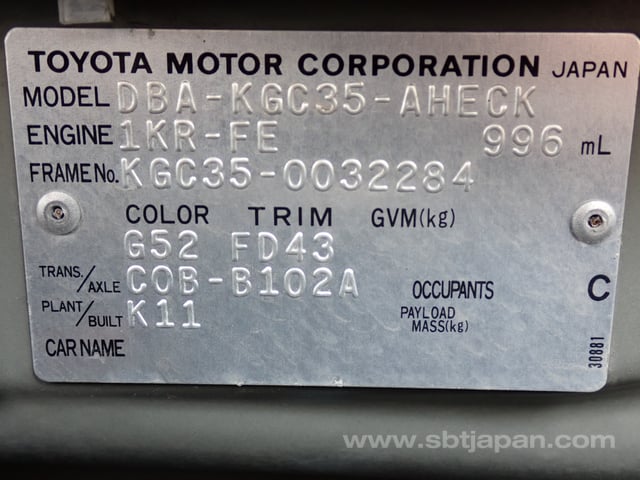 TOYOTA MOTOR CORPORATION JAPAN
MODEL DBA-KGC35-AHECK
ENGINE 1KR-FE 996 mL
FRAME No. KGC35-0032284
COLOR TRIM GVM(kg)
G52 FD43
TRANS./AXLE C0B-B102A OCCUPANTS C
PLANT/BUILT K11 PAYLOAD MASS(kg)
CAR NAME
30881
www.sbtjapan.com